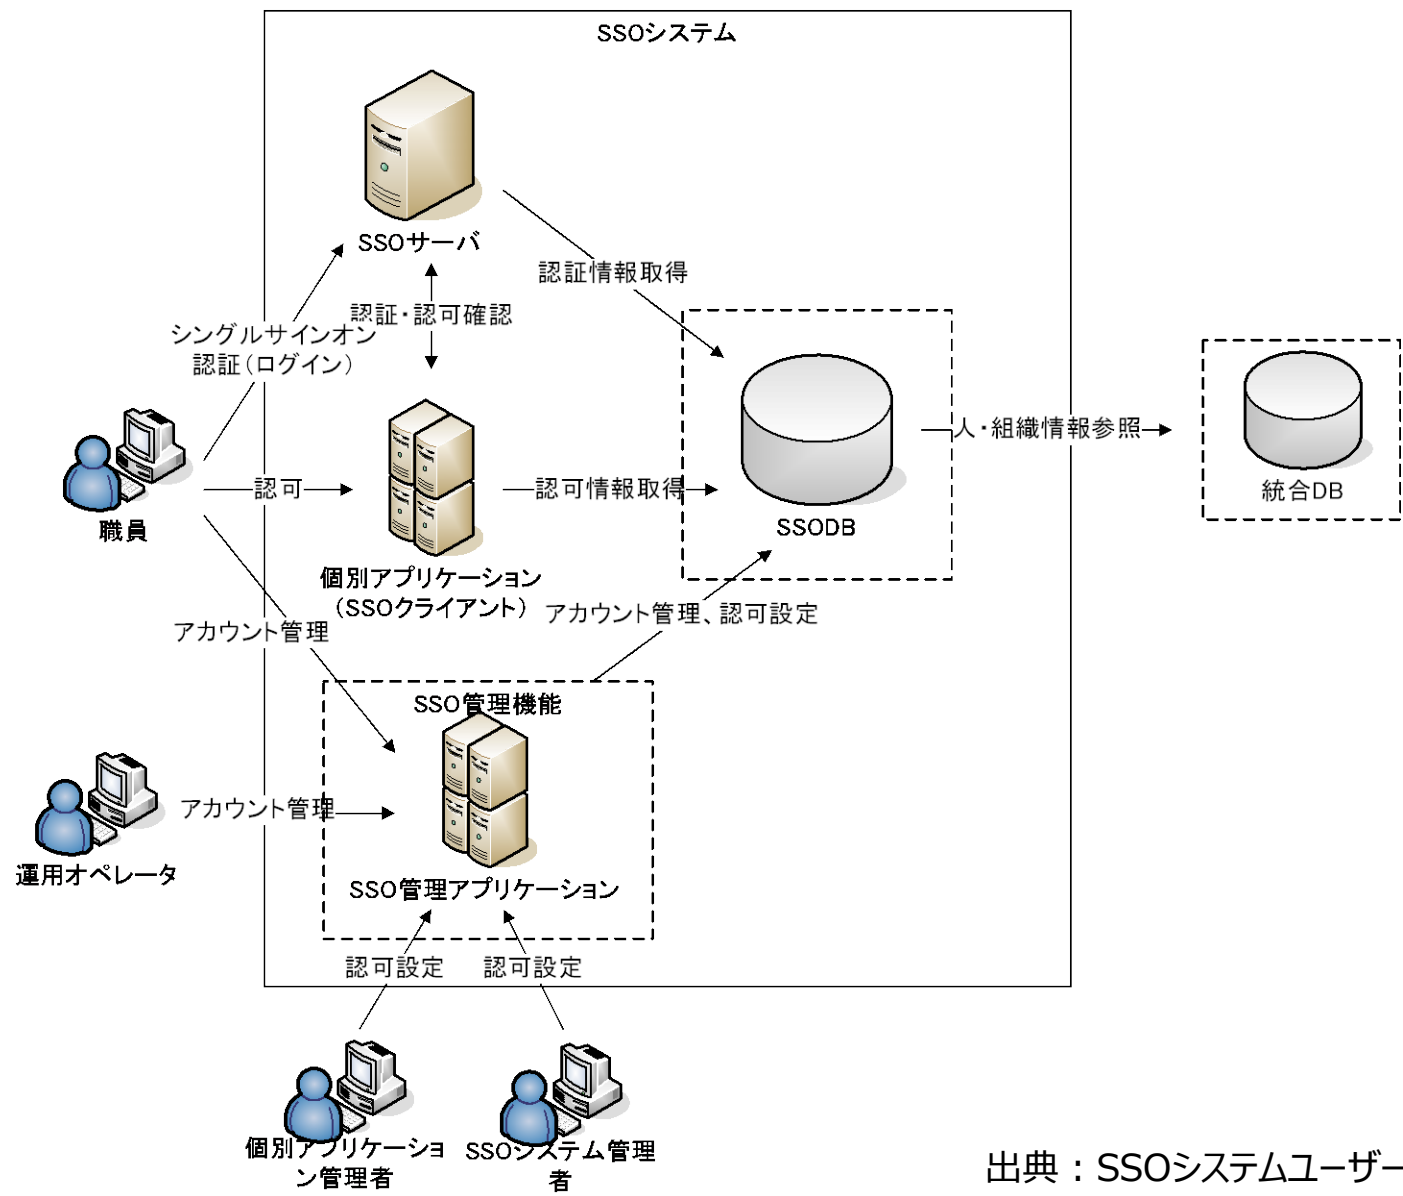 SSOシステム
SSOサーバ
認証情報取得
認証・認可確認
シングルサインオン
認証（ログイン）
人・組織情報参照
統合DB
認可
認可情報取得
SSODB
職員
個別アプリケーション
（SSOクライアント）
アカウント管理、認可設定
アカウント管理
SSO管理機能
アカウント管理
運用オペレータ
SSO管理アプリケーション
認可設定
認可設定
個別アプリケーショ
ン管理者
SSOシステム管理
者
出典：SSOシステムユーザー